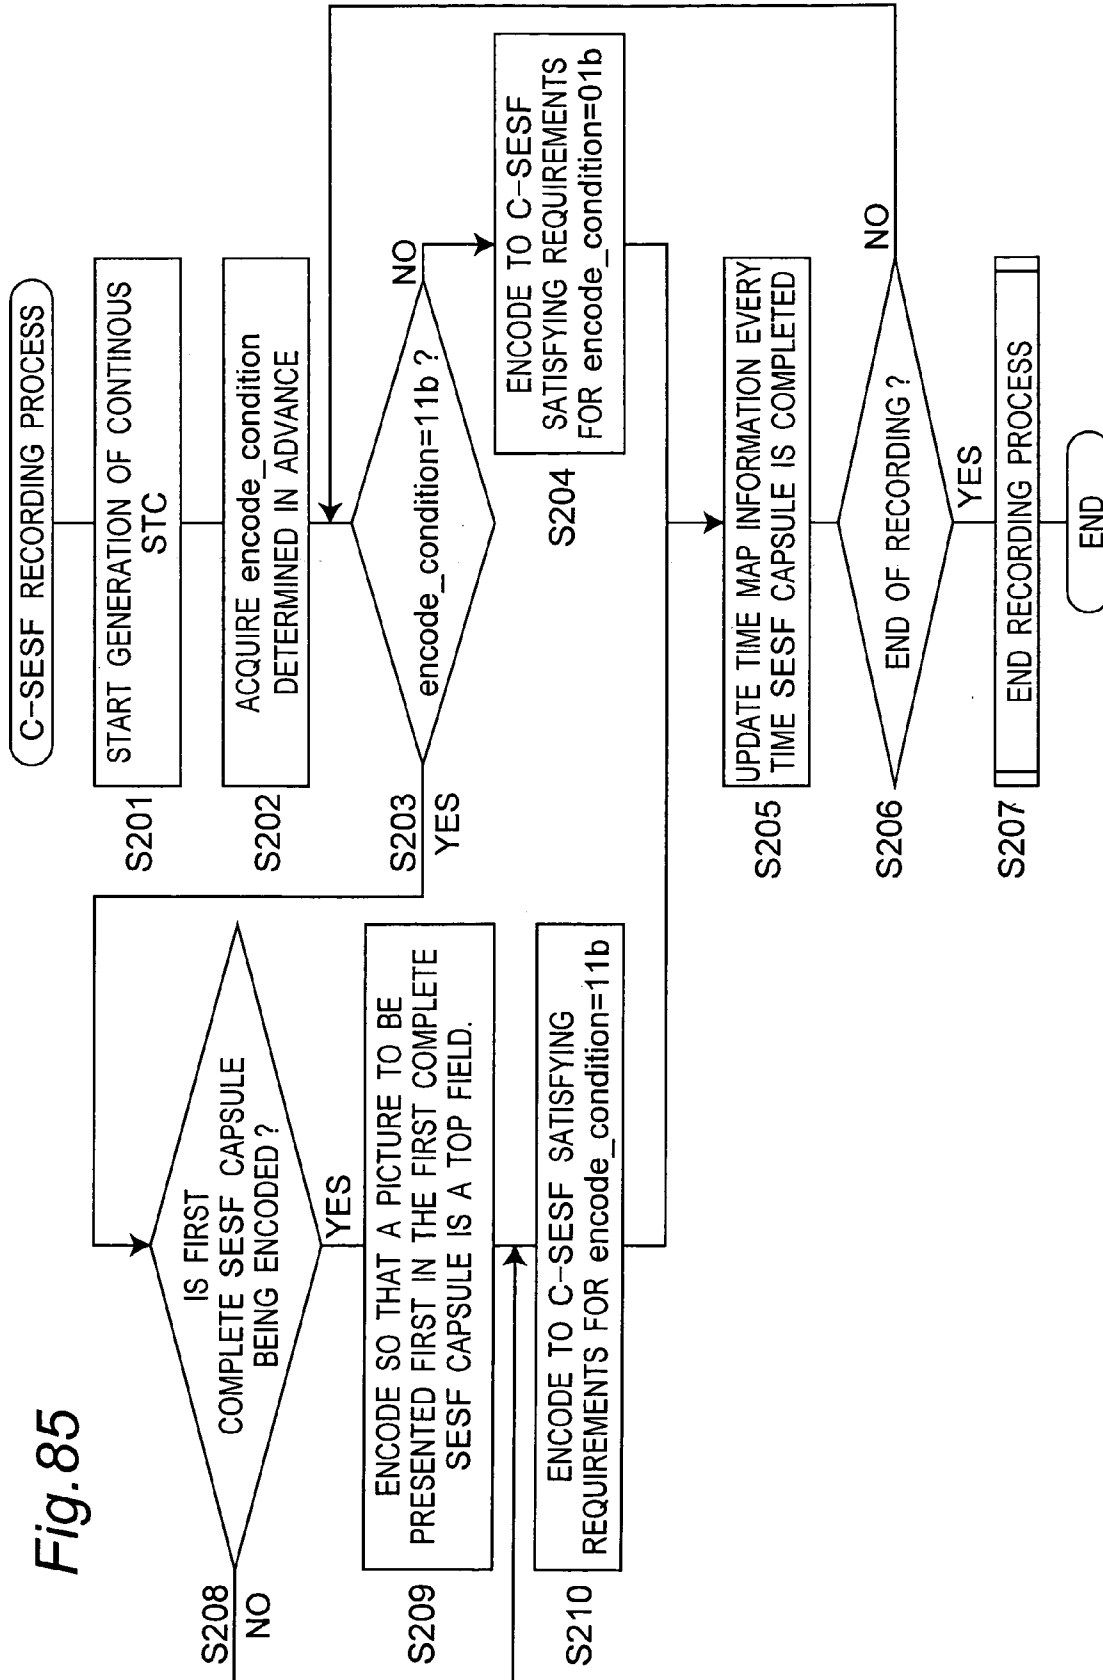 Fig.85
C-SESF RECORDING PROCESS
S201
START GENERATION OF CONTINOUS
STC
S202
ACQUIRE encode_condition
DETERMINED IN ADVANCE
S203
encode_condition=11b?
YES
NO
S204
ENCODE TO C-SESF
SATISFYING REQUIREMENTS
FOR encode_condition=01b
S208
IS FIRST
COMPLETE SESF CAPSULE
BEING ENCODED?
NO
YES
S209
ENCODE SO THAT A PICTURE TO BE
PRESENTED FIRST IN THE FIRST COMPLETE
SESF CAPSULE IS A TOP FIELD.
S210
ENCODE TO C-SESF SATISFYING
REQUIREMENTS FOR encode_condition=11b
S205
UPDATE TIME MAP INFORMATION EVERY
TIME SESF CAPSULE IS COMPLETED
S206
END OF RECORDING?
NO
YES
S207
END RECORDING PROCESS
END